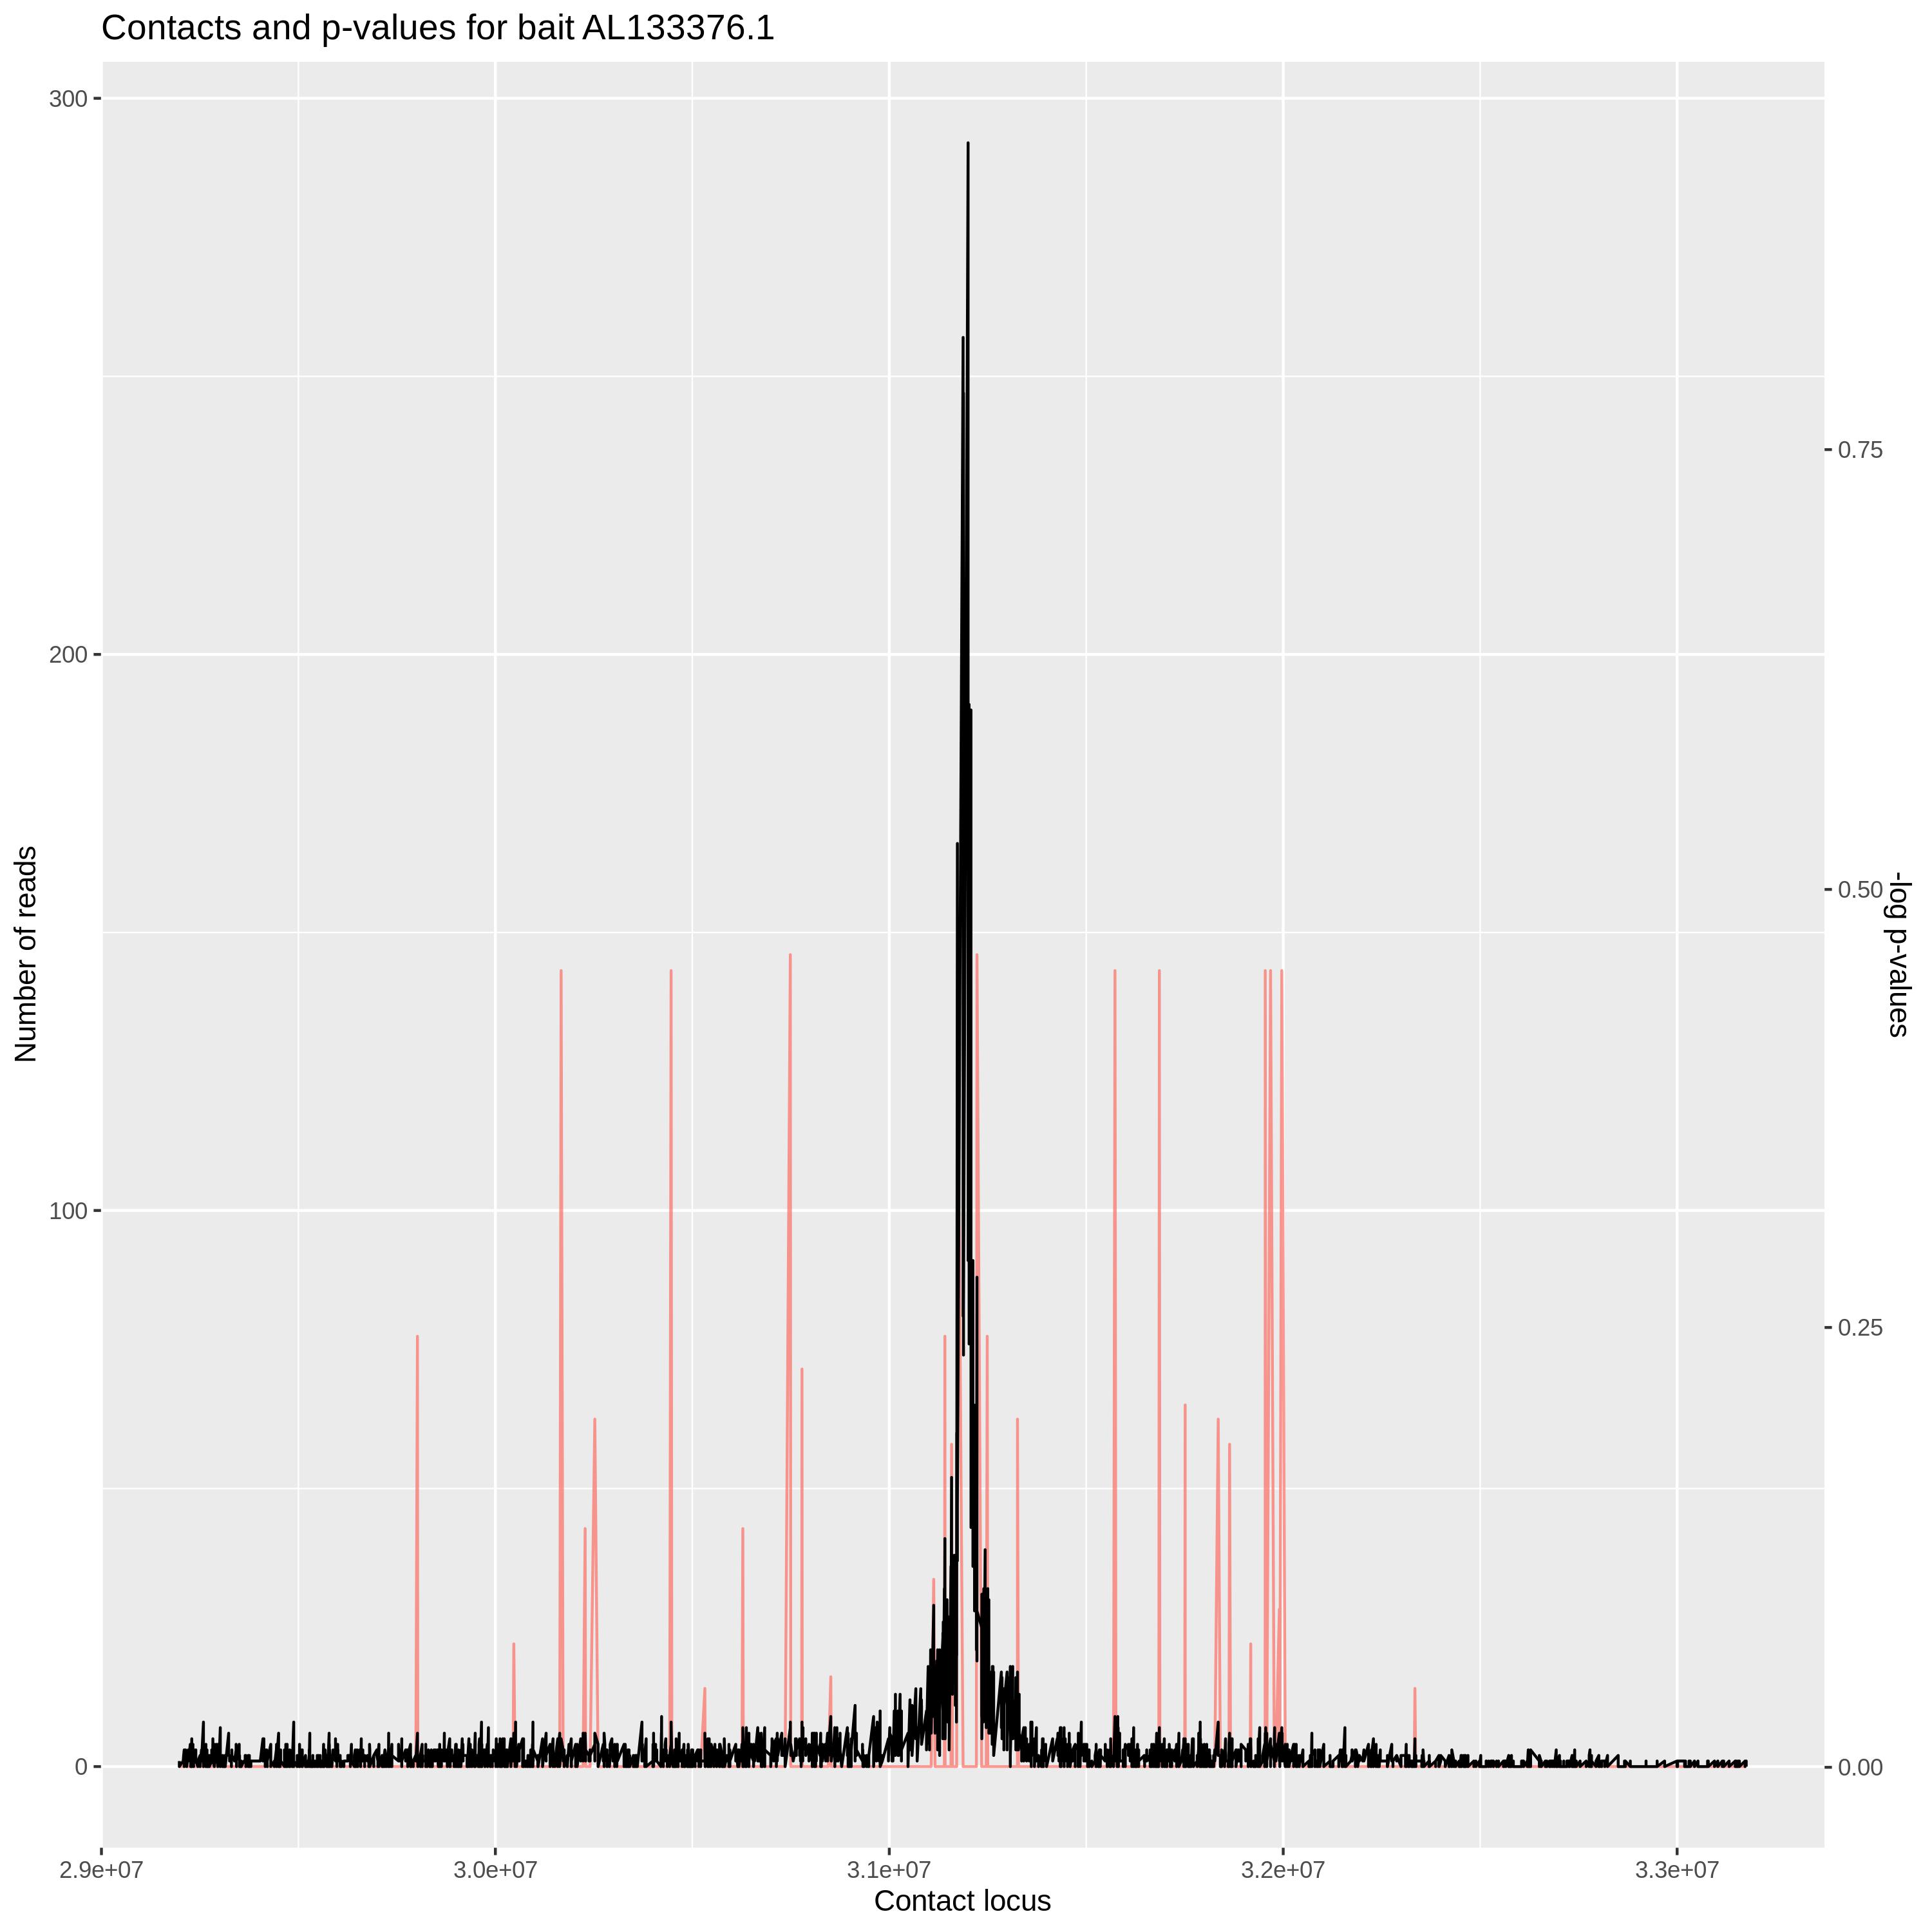 Contacts and p-values for bait AL133376.1
300
200
100
0
Number of reads
0.75
0.50
0.25
0.00
-log p-values
2.9e+07
3.0e+07
3.1e+07
3.2e+07
3.3e+07
Contact locus